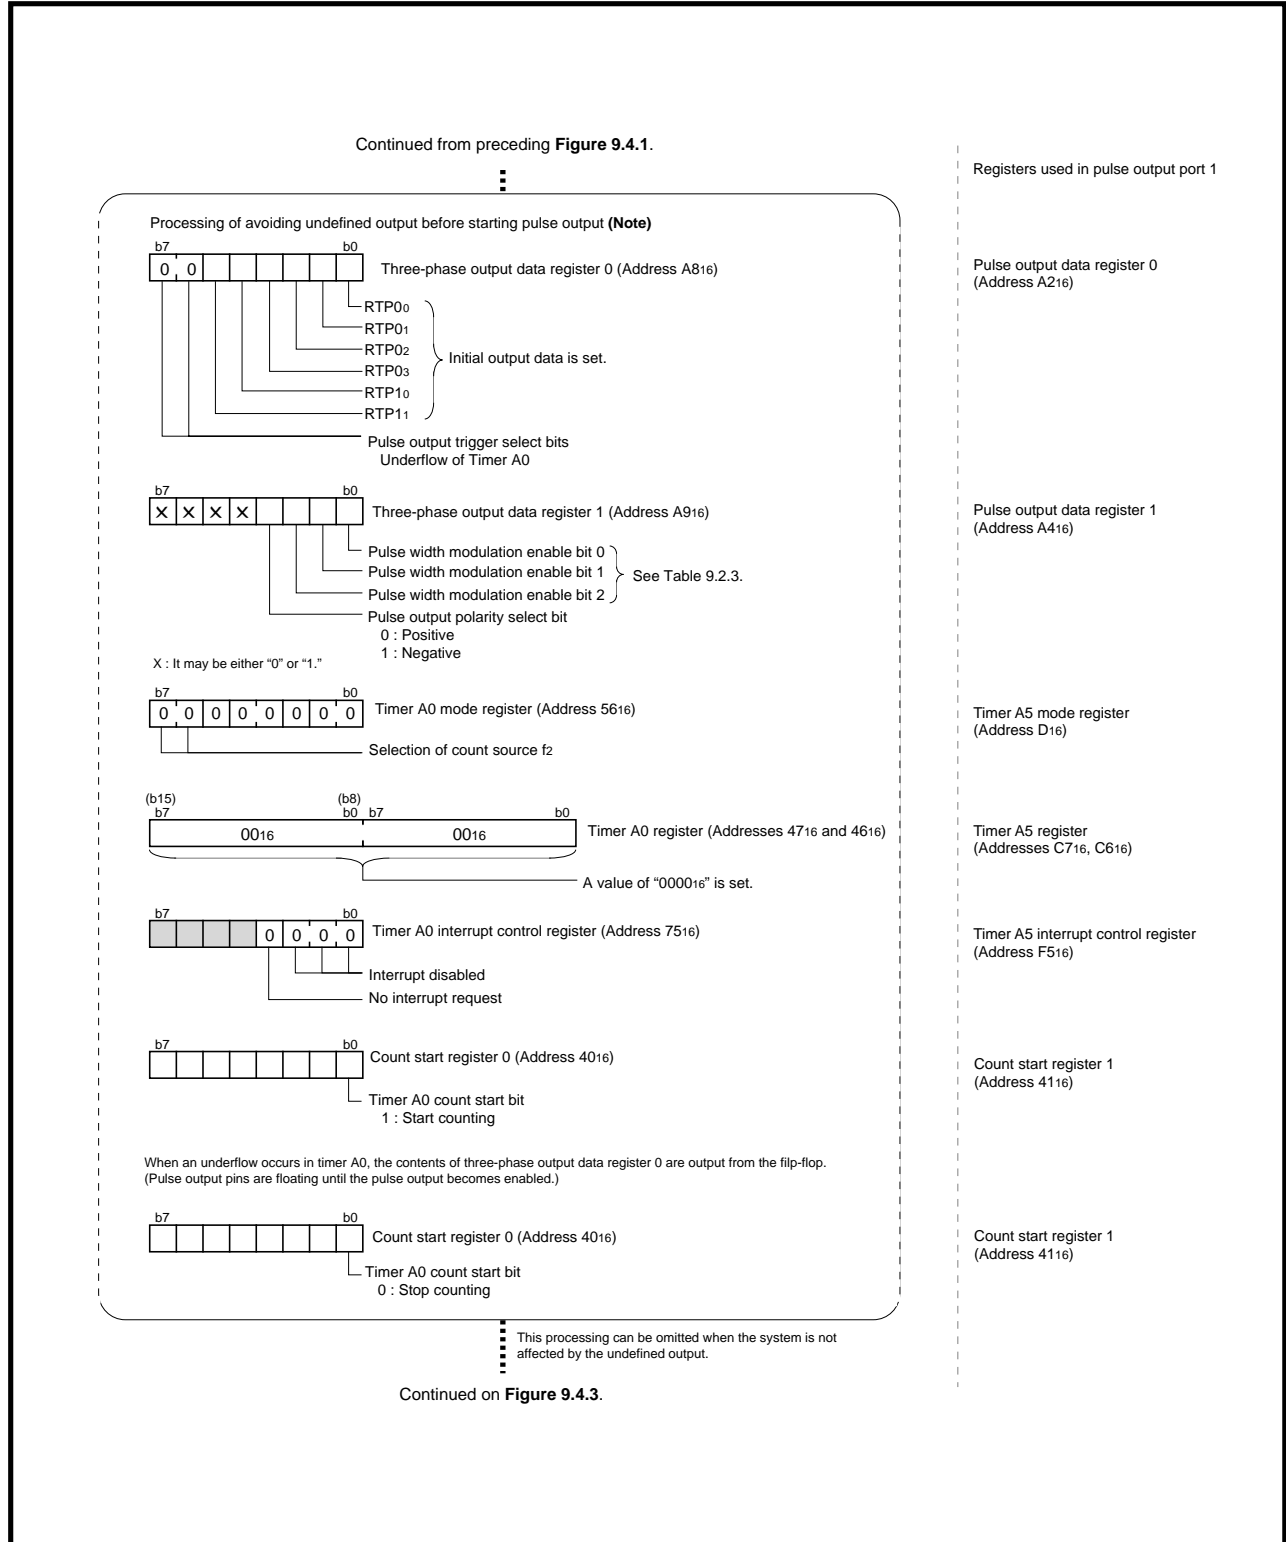 Continued from preceding Figure 9.4.1.
Registers used in pulse output port 1
Processing of avoiding undefined output before starting pulse output (Note)
b7 b0
0 0
Three-phase output data register 0 (Address A816)
Pulse output data register 0
(Address A216)
RTP00
RTP01
RTP02
RTP03
RTP10
RTP11
Initial output data is set.
Pulse output trigger select bits
Underflow of Timer A0
b7 b0
X X X X
Three-phase output data register 1 (Address A916)
Pulse output data register 1
(Address A416)
Pulse width modulation enable bit 0
Pulse width modulation enable bit 1
Pulse width modulation enable bit 2
See Table 9.2.3.
Pulse output polarity select bit
0 : Positive
1 : Negative
X : It may be either “0” or “1.”
b7 b0
0 0 0 0 0 0 0 0
Timer A0 mode register (Address 5616)
Timer A5 mode register
(Address D16)
Selection of count source f2
(b15) (b8)
b7 b0 b7 b0
0016 0016
Timer A0 register (Addresses 4716 and 4616)
Timer A5 register
(Addresses C716, C616)
A value of “000016” is set.
b7 b0
0 0 0 0
Timer A0 interrupt control register (Address 7516)
Timer A5 interrupt control register
(Address F516)
Interrupt disabled
No interrupt request
b7 b0
Count start register 0 (Address 4016)
Count start register 1
(Address 4116)
Timer A0 count start bit
1 : Start counting
When an underflow occurs in timer A0, the contents of three-phase output data register 0 are output from the filp-flop.
(Pulse output pins are floating until the pulse output becomes enabled.)
b7 b0
Count start register 0 (Address 4016)
Count start register 1
(Address 4116)
Timer A0 count start bit
0 : Stop counting
This processing can be omitted when the system is not
affected by the undefined output.
Continued on Figure 9.4.3.